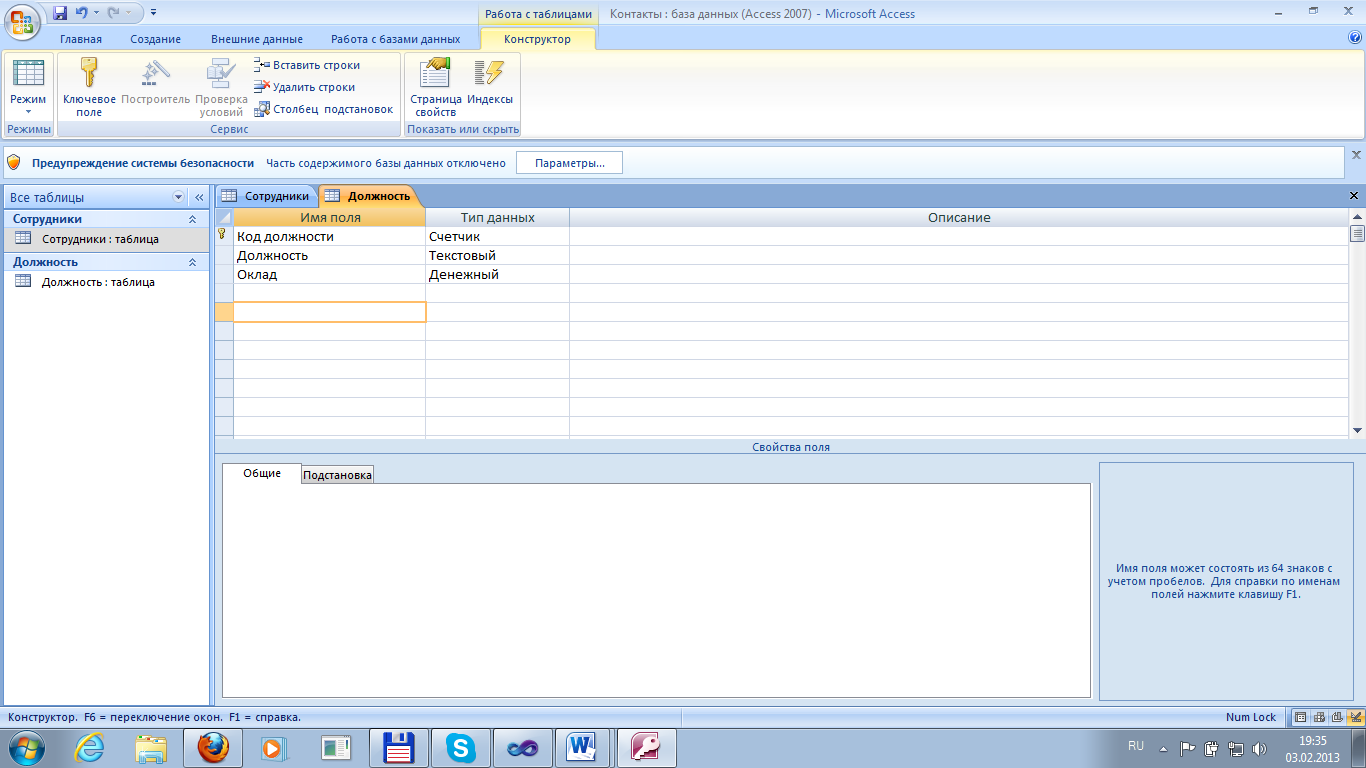 Работа с таблицами
Контакты : база данных (Access 2007) - Microsoft Access
Главная
Создание
Внешние данные
Работа с базами данных
Конструктор
Режим
Ключевое поле
Построитель
Проверка условий
Вставить строки
Удалить строки
Столбец подстановок
Страница свойств
Индексы
Режимы
Сервис
Показать или скрыть
Предупреждение системы безопасности
Часть содержимого базы данных отключено
Параметры...
Все таблицы
Сотрудники
Сотрудники : таблица
Должность
Должность : таблица
Сотрудники
Должность
Имя поля
Тип данных
Описание
Код должности
Счетчик
Должность
Текстовый
Оклад
Денежный
Свойства поля
Общие
Подстановка
Имя поля может состоять из 64 знаков с
учетом пробелов. Для справки по именам
полей нажмите клавишу F1.
Конструктор. F6 = переключение окон. F1 = справка.
Num Lock
RU
19:35
03.02.2013